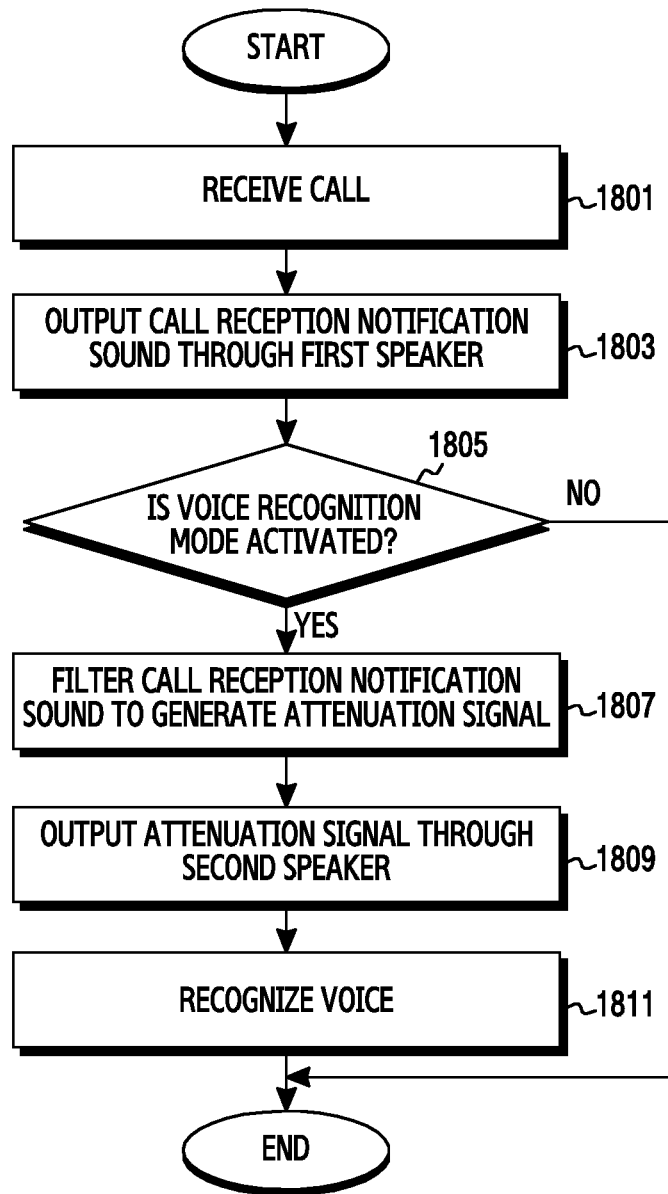 START
RECEIVE CALL
1801
OUTPUT CALL RECEPTION NOTIFICATION
SOUND THROUGH FIRST SPEAKER
1803
1805
IS VOICE RECOGNITION
MODE ACTIVATED?
NO
YES
FILTER CALL RECEPTION NOTIFICATION
SOUND TO GENERATE ATTENUATION SIGNAL
1807
OUTPUT ATTENUATION SIGNAL THROUGH
SECOND SPEAKER
1809
RECOGNIZE VOICE
1811
END